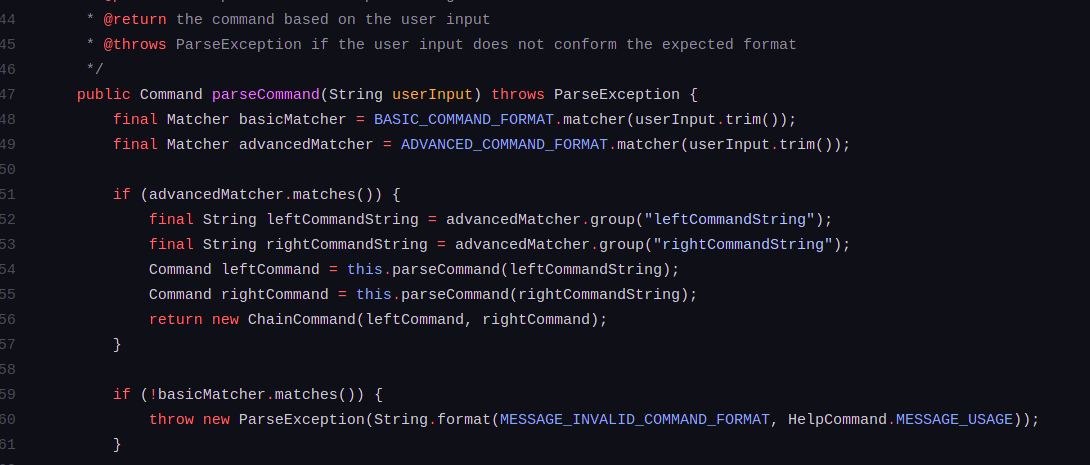 44         * @return the command based on the user input
45         * @throws ParseException if the user input does not conform the expected format
46         */
47        public Command parseCommand(String userInput) throws ParseException {
48            final Matcher basicMatcher = BASIC_COMMAND_FORMAT.matcher(userInput.trim());
49            final Matcher advancedMatcher = ADVANCED_COMMAND_FORMAT.matcher(userInput.trim());
50
51            if (advancedMatcher.matches()) {
52                final String leftCommandString = advancedMatcher.group("leftCommandString");
53                final String rightCommandString = advancedMatcher.group("rightCommandString");
54                Command leftCommand = this.parseCommand(leftCommandString);
55                Command rightCommand = this.parseCommand(rightCommandString);
56                return new ChainCommand(leftCommand, rightCommand);
57            }
58
59            if (!basicMatcher.matches()) {
60                throw new ParseException(String.format(MESSAGE_INVALID_COMMAND_FORMAT, HelpCommand.MESSAGE_USAGE));
61            }